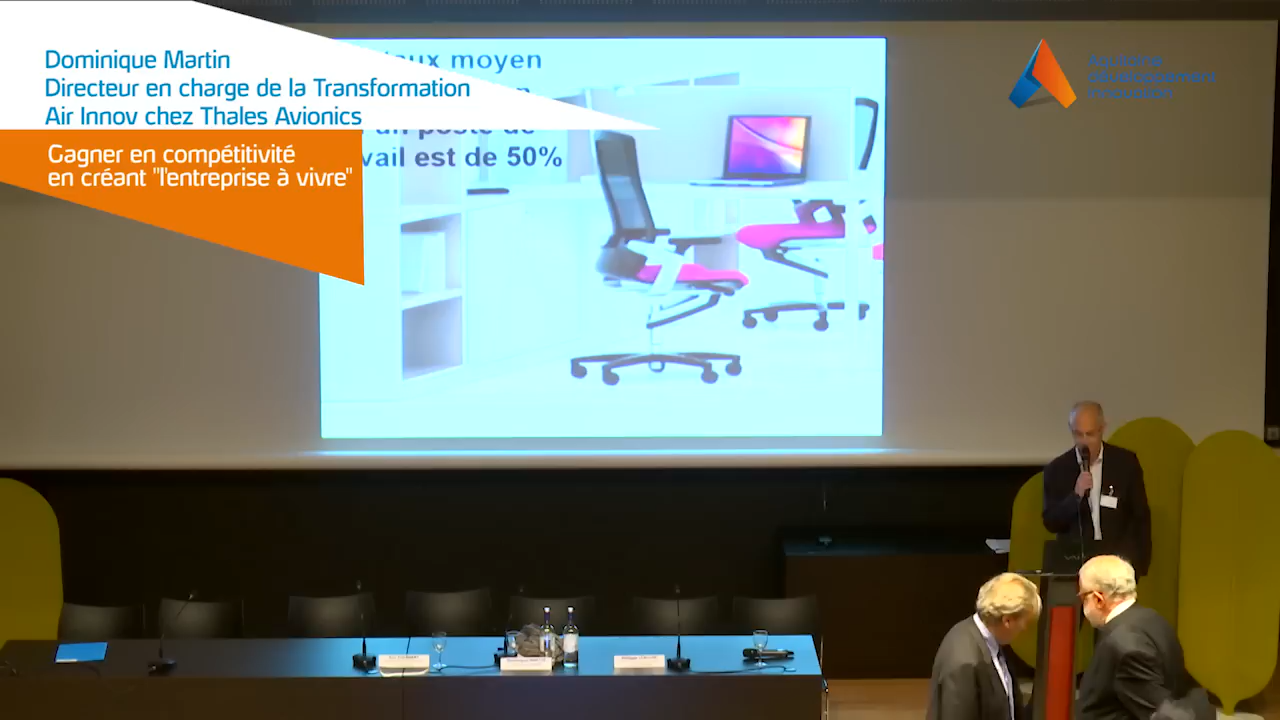 Dominique Martin
Directeur en charge de la Transformation
Air Innov chez Thales Avionics
Gagner en compétitivité
en créant "l'entreprise à vivre"
moyen
un poste de
vail est de 50%
Aquitaine
développement
innovation